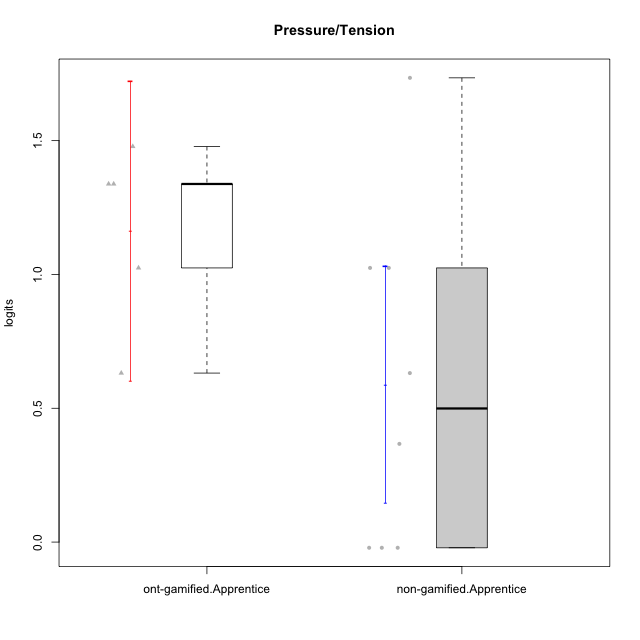 Pressure/Tension
logits
1.5
1.0
0.5
0.0
ont-gamified.Apprentice
non-gamified.Apprentice